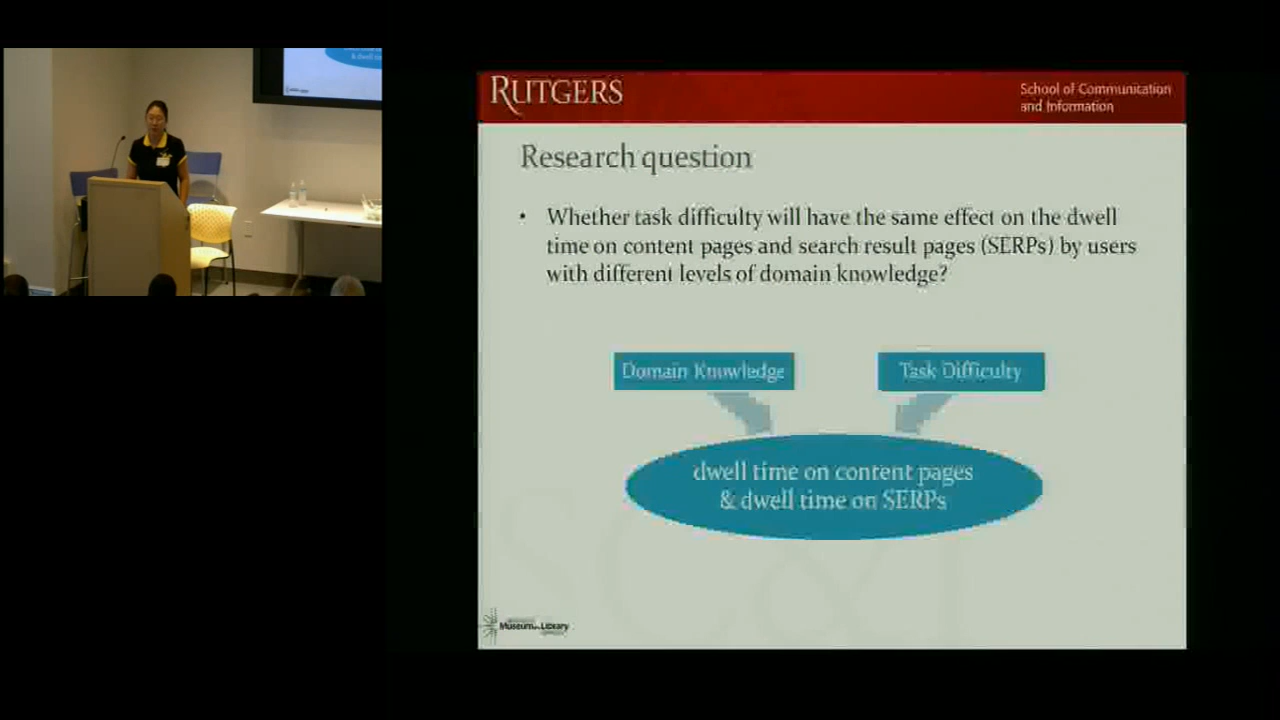 RUTGERS
School of Communication
and Information
Research question
• Whether task difficulty will have the same effect on the dwell
time on content pages and search result pages (SERPs) by users
with different levels of domain knowledge?
Domain Knowledge
Task Difficulty
dwell time on content pages
& dwell time on SERPs
Museum
Library